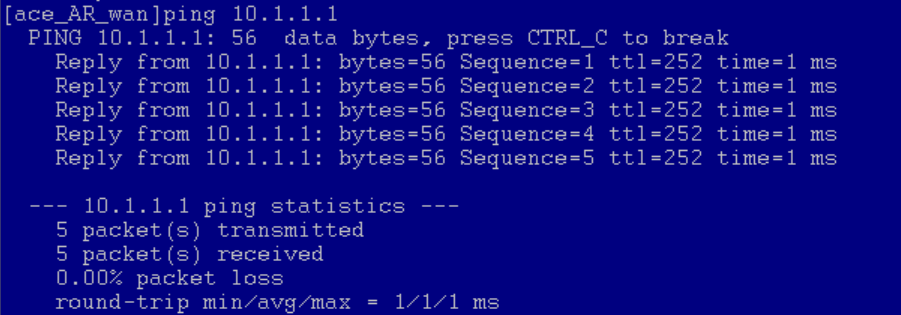 [ace_AR_wan]ping 10.1.1.1
PING 10.1.1.1: 56  data bytes, press CTRL_C to break
Reply from 10.1.1.1: bytes=56 Sequence=1 ttl=252 time=1 ms
Reply from 10.1.1.1: bytes=56 Sequence=2 ttl=252 time=1 ms
Reply from 10.1.1.1: bytes=56 Sequence=3 ttl=252 time=1 ms
Reply from 10.1.1.1: bytes=56 Sequence=4 ttl=252 time=1 ms
Reply from 10.1.1.1: bytes=56 Sequence=5 ttl=252 time=1 ms
--- 10.1.1.1 ping statistics ---
5 packet(s) transmitted
5 packet(s) received
0.00% packet loss
round-trip min/avg/max = 1/1/1 ms